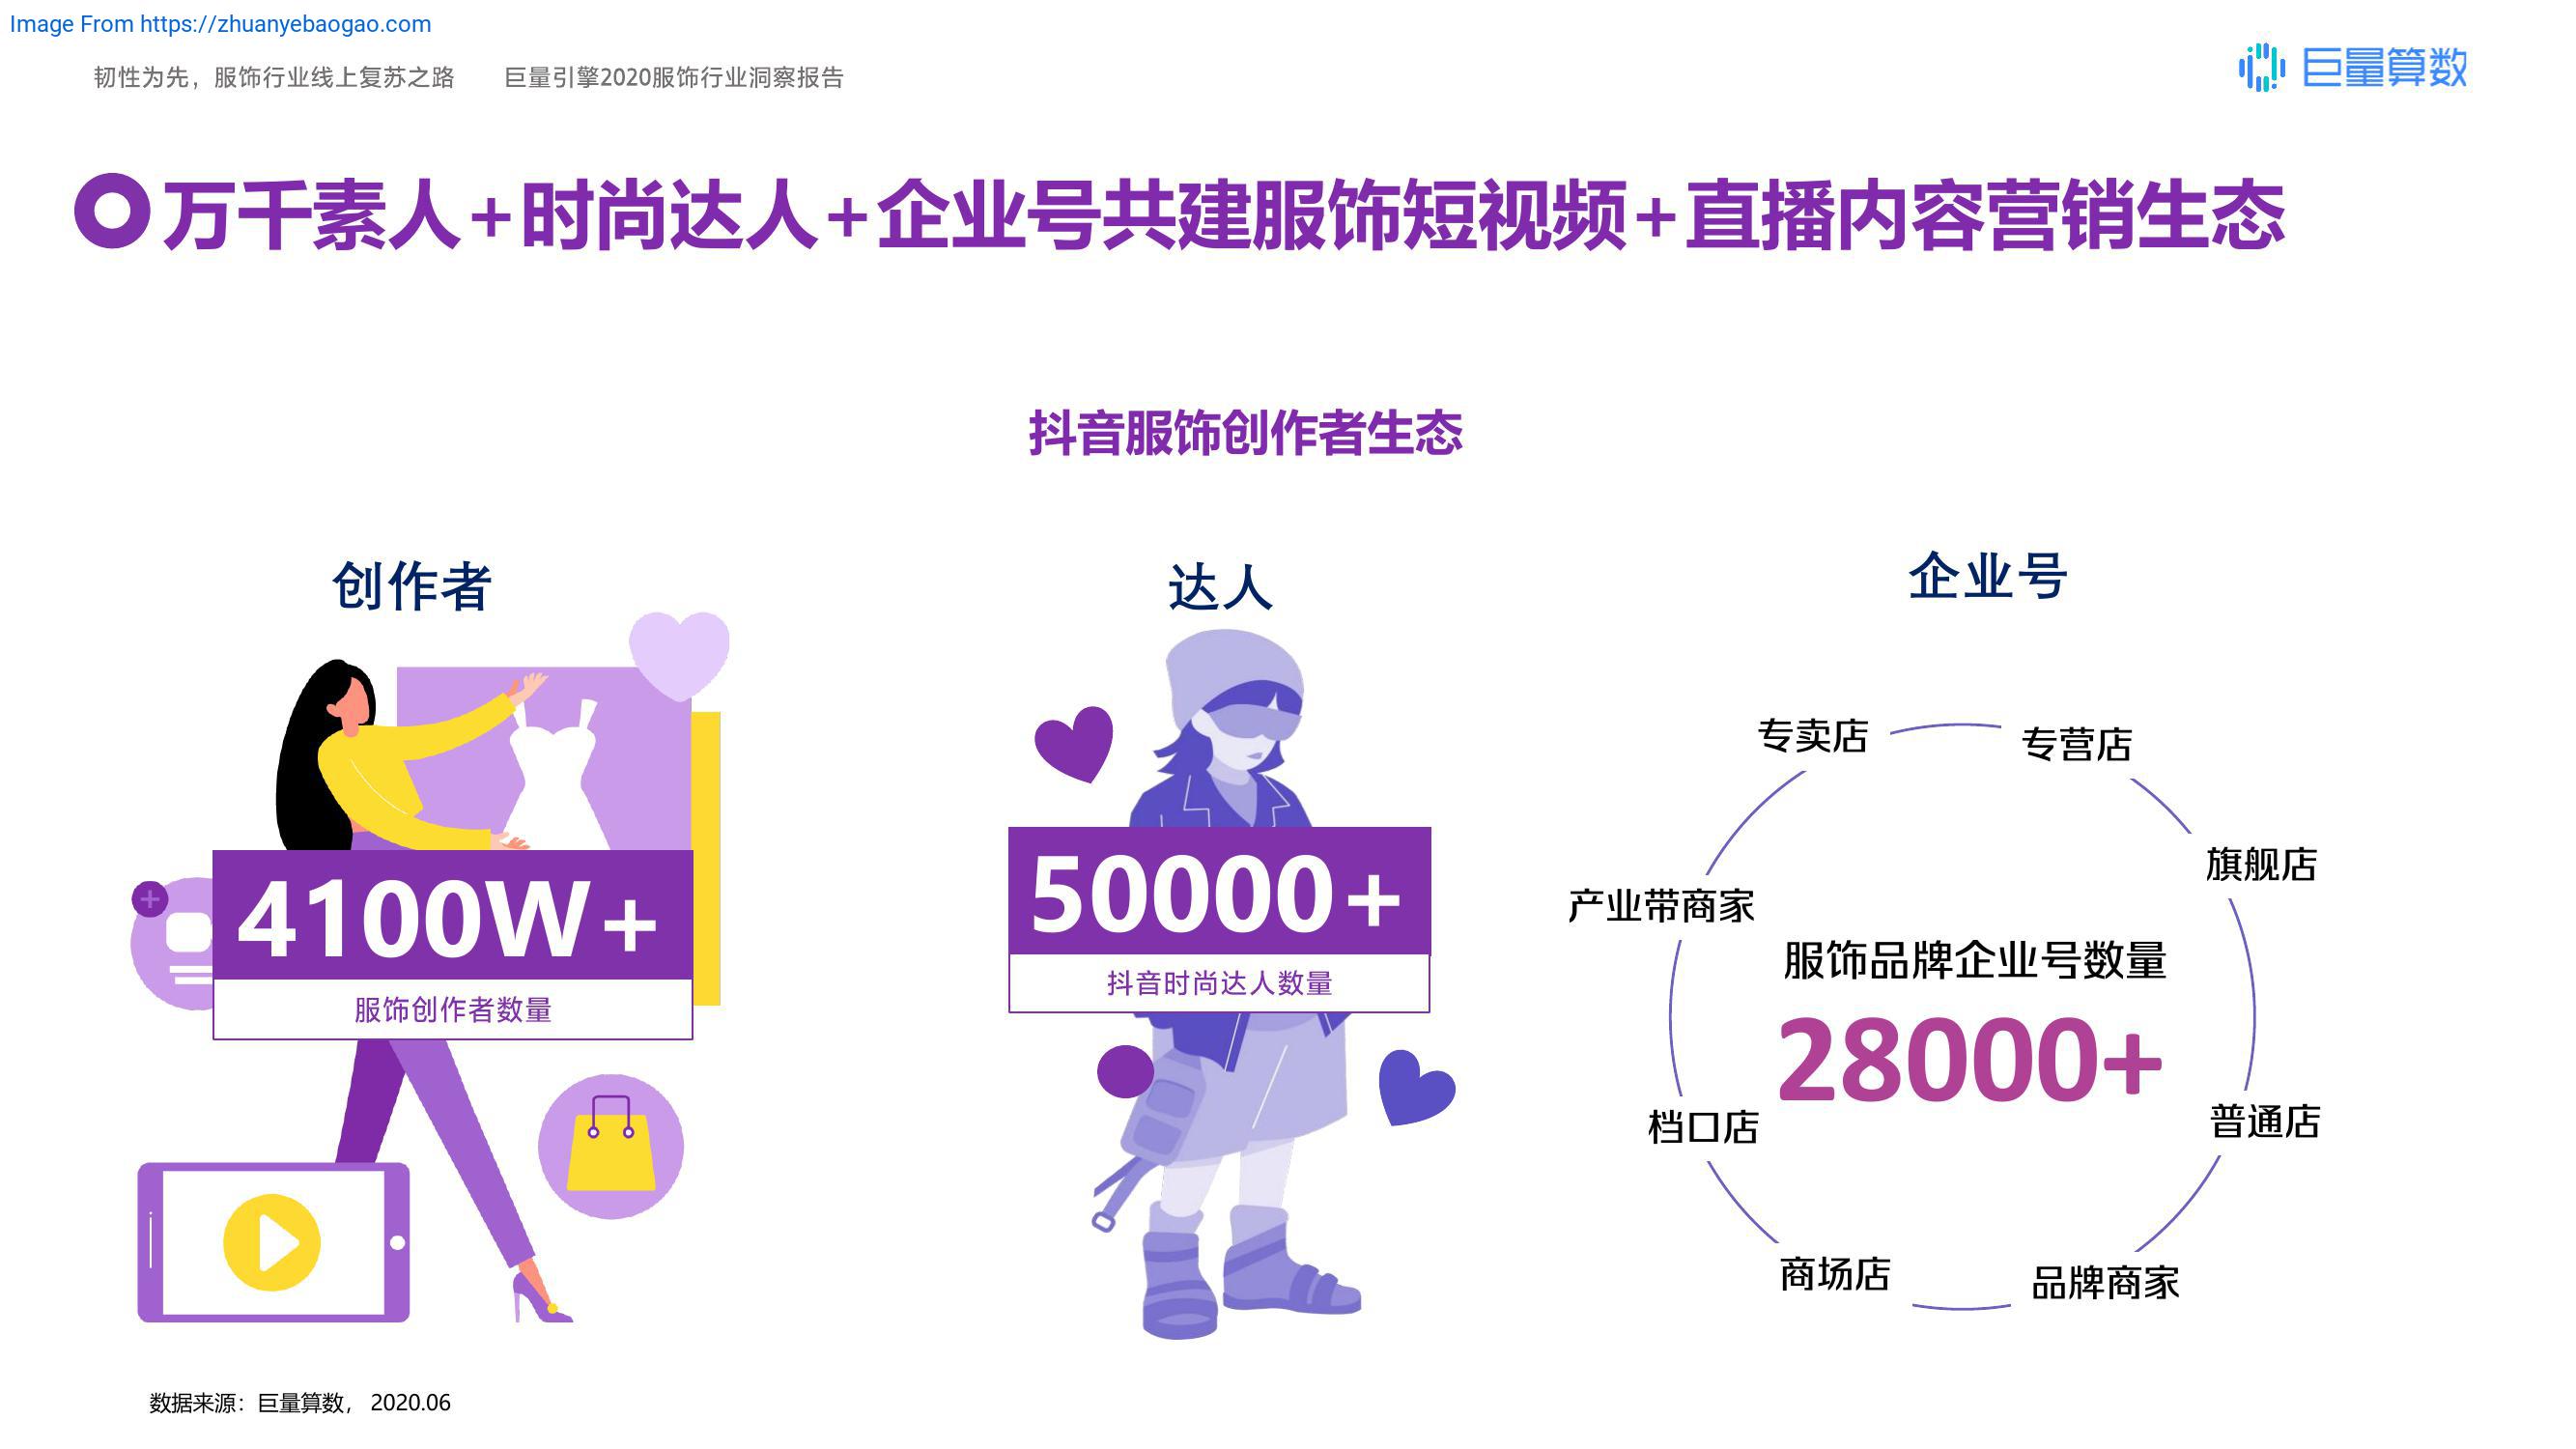 Image From https://zhuanyebaogao.com
韧性为先，服饰行业线上复苏之路 巨量引擎2020服饰行业洞察报告
巨量算数
万千素人+时尚达人+企业号共建服饰短视频+直播内容营销生态
抖音服饰创作者生态
创作者
达人
企业号
4100W+
服饰创作者数量
50000+
抖音时尚达人数量
专卖店
专营店
旗舰店
产业带商家
服饰品牌企业号数量
28000+
档口店
普通店
商场店
品牌商家
数据来源：巨量算数， 2020.06